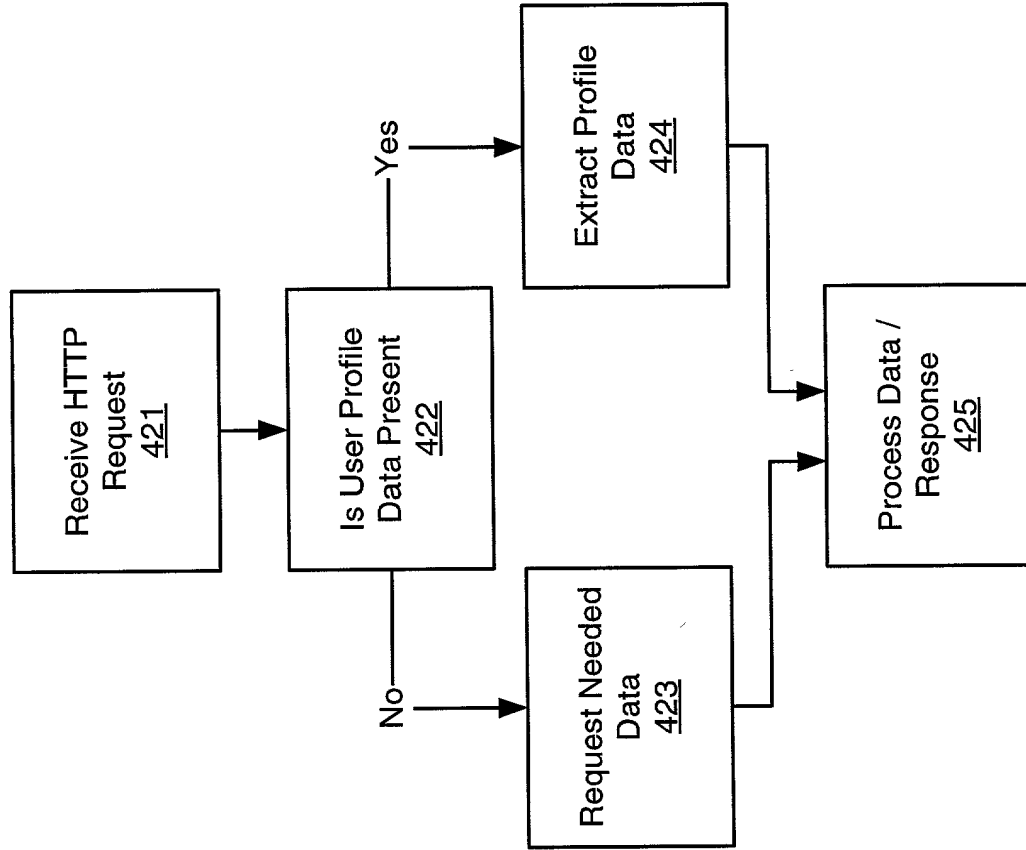 Receive HTTP
Request
421
Is User Profile
Data Present
422
No
Yes
Request Needed
Data
423
Extract Profile
Data
424
Process Data /
Response
425